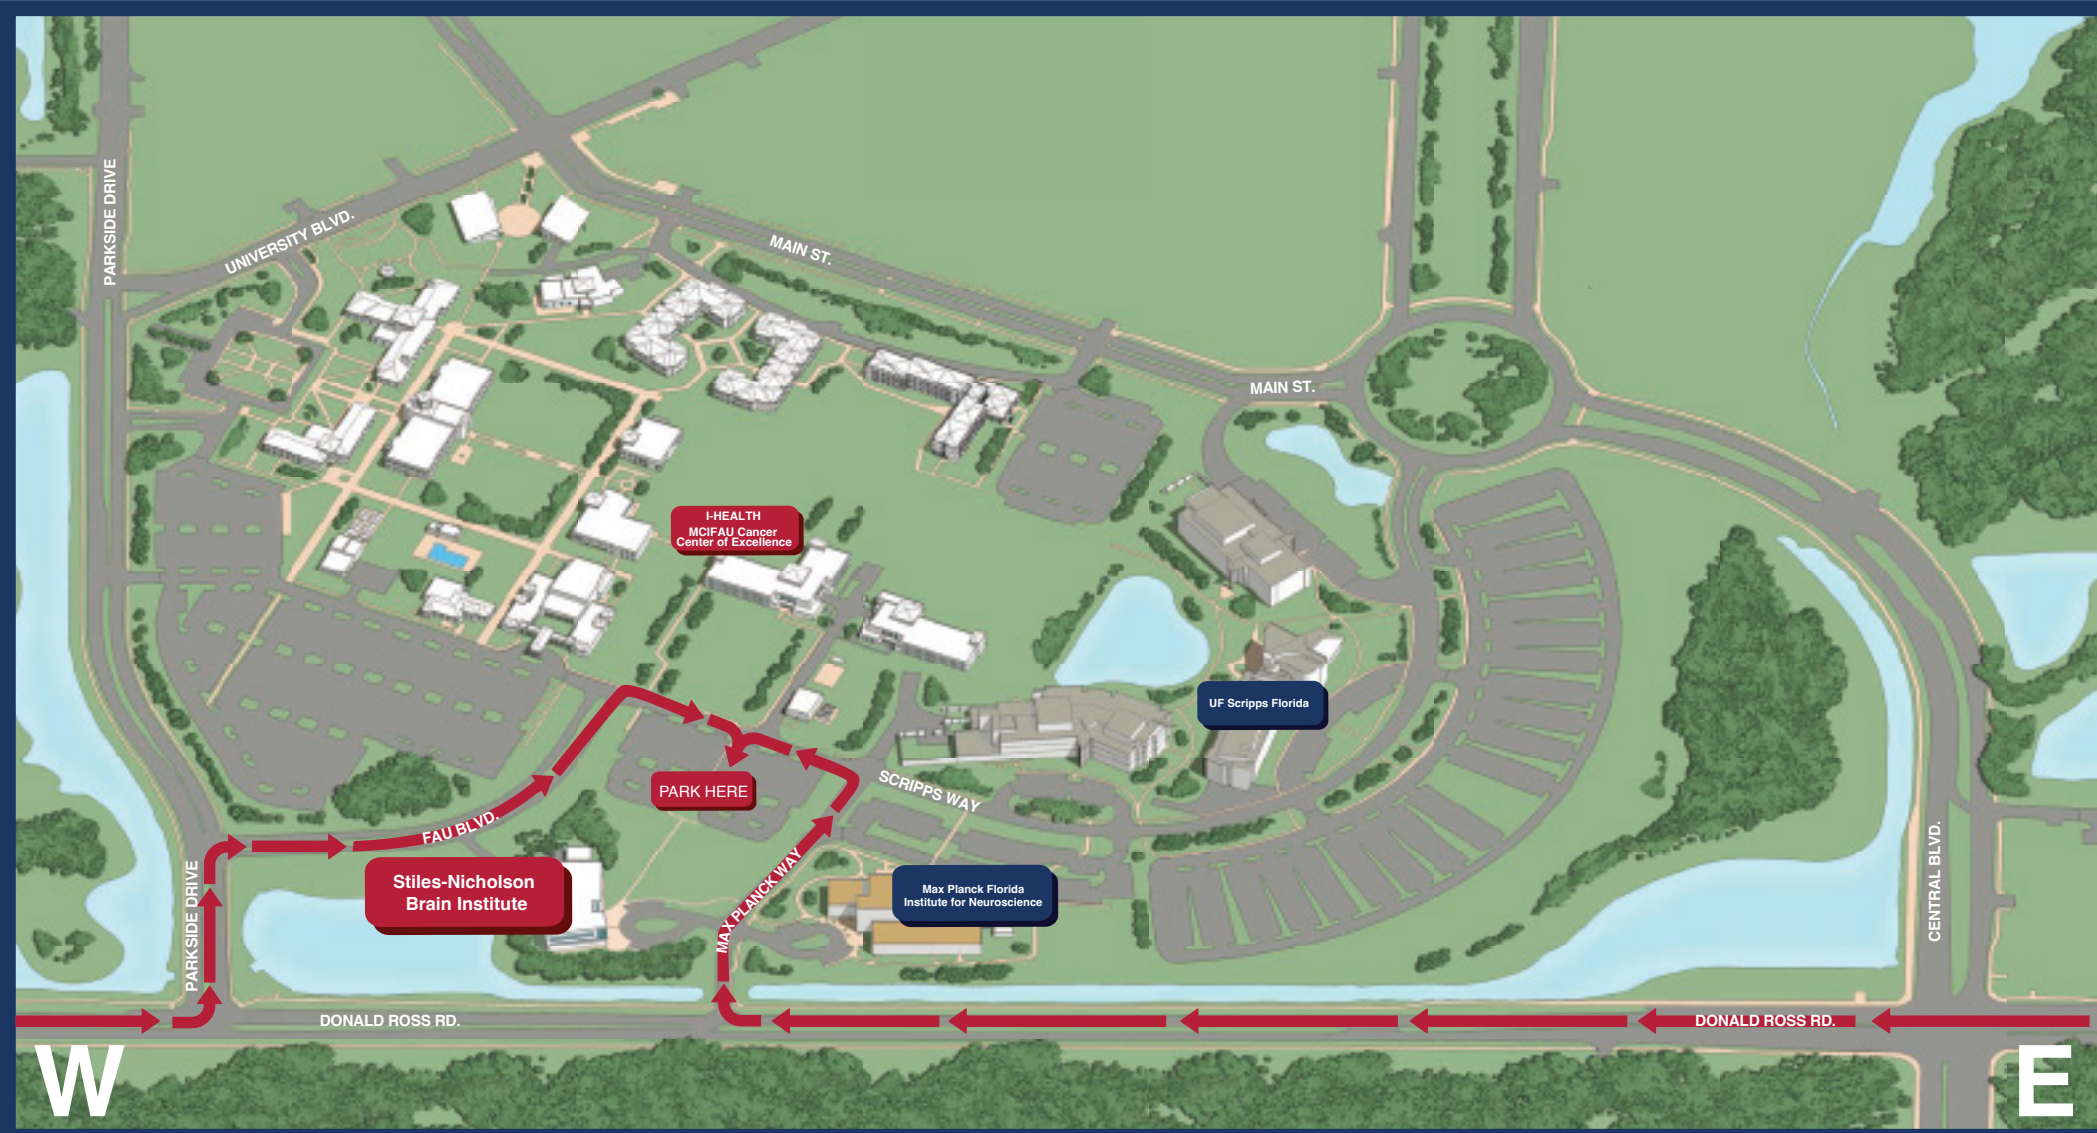 PARKSIDE DRIVE
UNIVERSITY BLVD.
MAIN ST.
MAIN ST.
I-HEALTH
MCIFAU Cancer
Center of Excellence
UF Scripps Florida
PARK HERE
SCRIPPS WAY
FAU BLVD.
Stiles-Nicholson
Brain Institute
MAX PLANCK WAY
Max Planck Florida
Institute for Neuroscience
PARKSIDE DRIVE
CENTRAL BLVD.
DONALD ROSS RD.
DONALD ROSS RD.
W
E